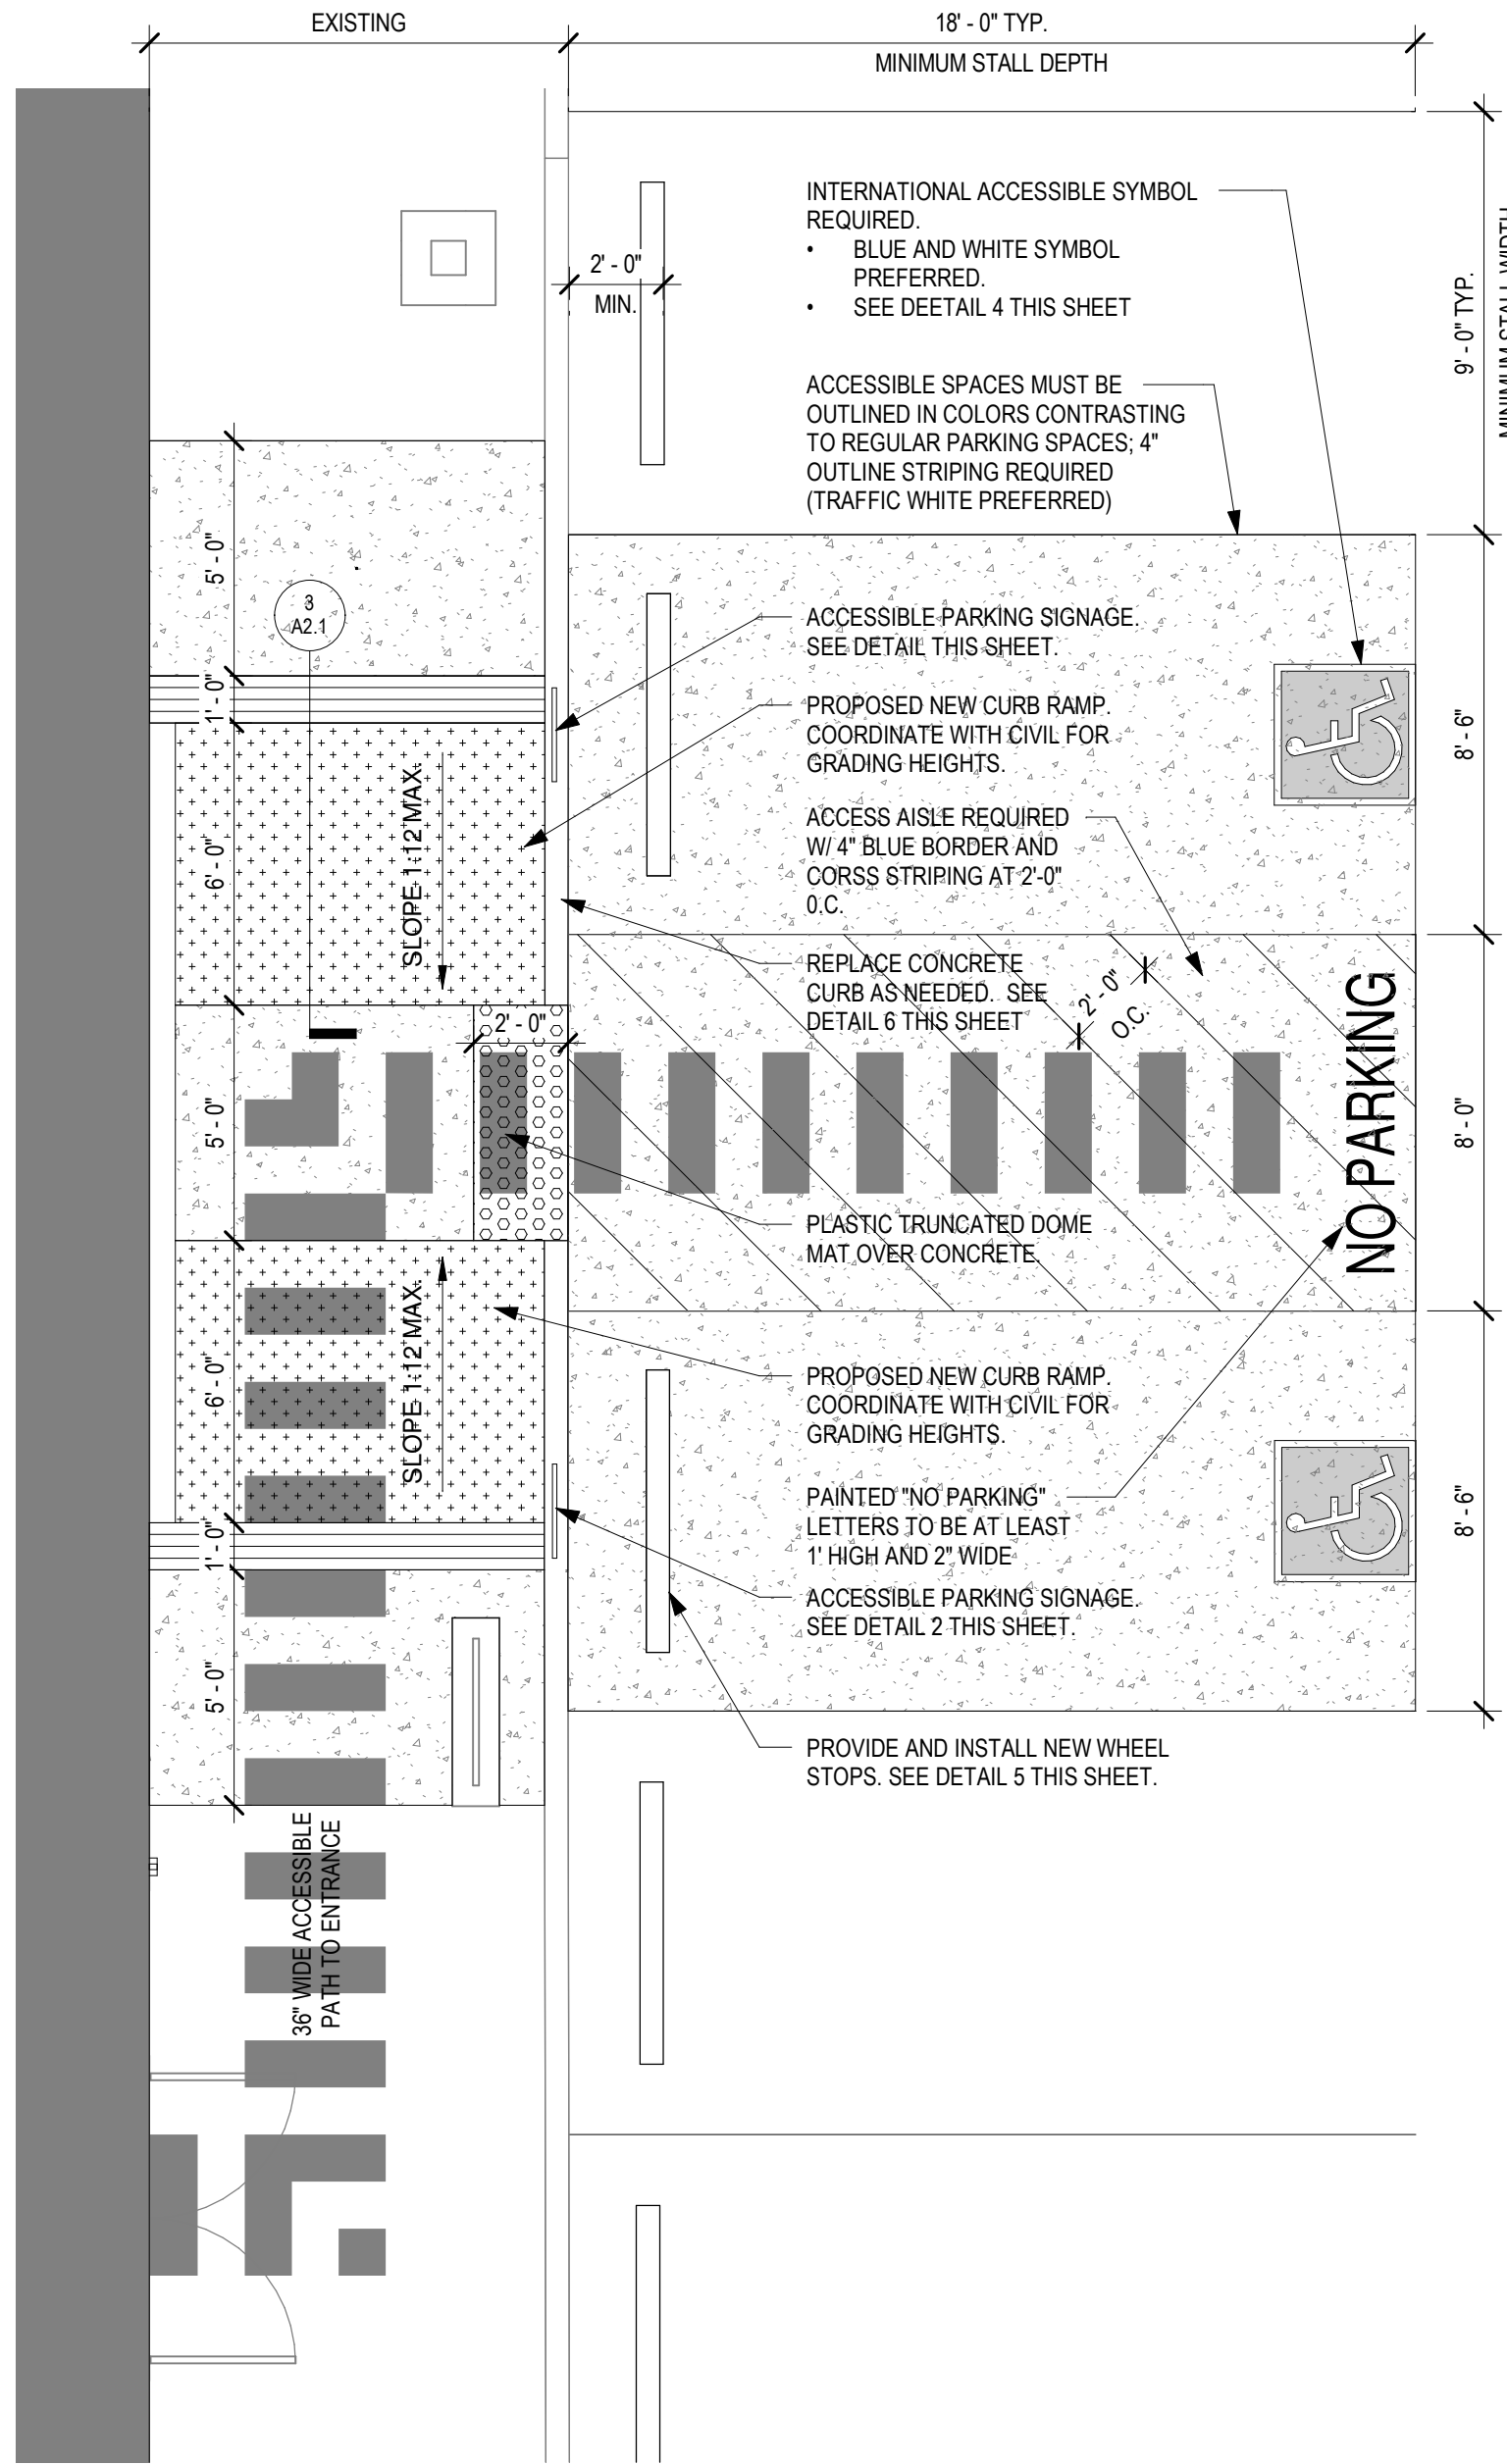 EXISTING
18' - 0" TYP.
MINIMUM STALL DEPTH
INTERNATIONAL ACCESSIBLE SYMBOL
REQUIRED.
• BLUE AND WHITE SYMBOL
PREFERRED.
• SEE DEETAIL 4 THIS SHEET
2' - 0"
MIN.
9' - 0" TYP.
MINIMUM STALL WIDTH
ACCESSIBLE SPACES MUST BE
OUTLINED IN COLORS CONTRASTING
TO REGULAR PARKING SPACES; 4"
OUTLINE STRIPING REQUIRED
(TRAFFIC WHITE PREFERRED)
5' - 0"
3
A2.1
1' - 0"
ACCESSIBLE PARKING SIGNAGE.
SEE DETAIL THIS SHEET.
PROPOSED NEW CURB RAMP.
COORDINATE WITH CIVIL FOR
GRADING HEIGHTS.
8' - 6"
6' - 0"
SLOPE 1:12 MAX.
ACCESS AISLE REQUIRED
W/ 4" BLUE BORDER AND
CORSS STRIPING AT 2'-0"
O.C.
REPLACE CONCRETE
CURB AS NEEDED. SEE
DETAIL 6 THIS SHEET
2' - 0"
O.C.
2' - 0"
NO PARKING
5' - 0"
8' - 0"
PLASTIC TRUNCATED DOME
MAT OVER CONCRETE.
6' - 0"
SLOPE 1:12 MAX.
PROPOSED NEW CURB RAMP.
COORDINATE WITH CIVIL FOR
GRADING HEIGHTS.
PAINTED "NO PARKING"
LETTERS TO BE AT LEAST
1' HIGH AND 2" WIDE
8' - 6"
1' - 0"
ACCESSIBLE PARKING SIGNAGE.
SEE DETAIL 2 THIS SHEET.
5' - 0"
PROVIDE AND INSTALL NEW WHEEL
STOPS. SEE DETAIL 5 THIS SHEET.
36" WIDE ACCESSIBLE
PATH TO ENTRANCE